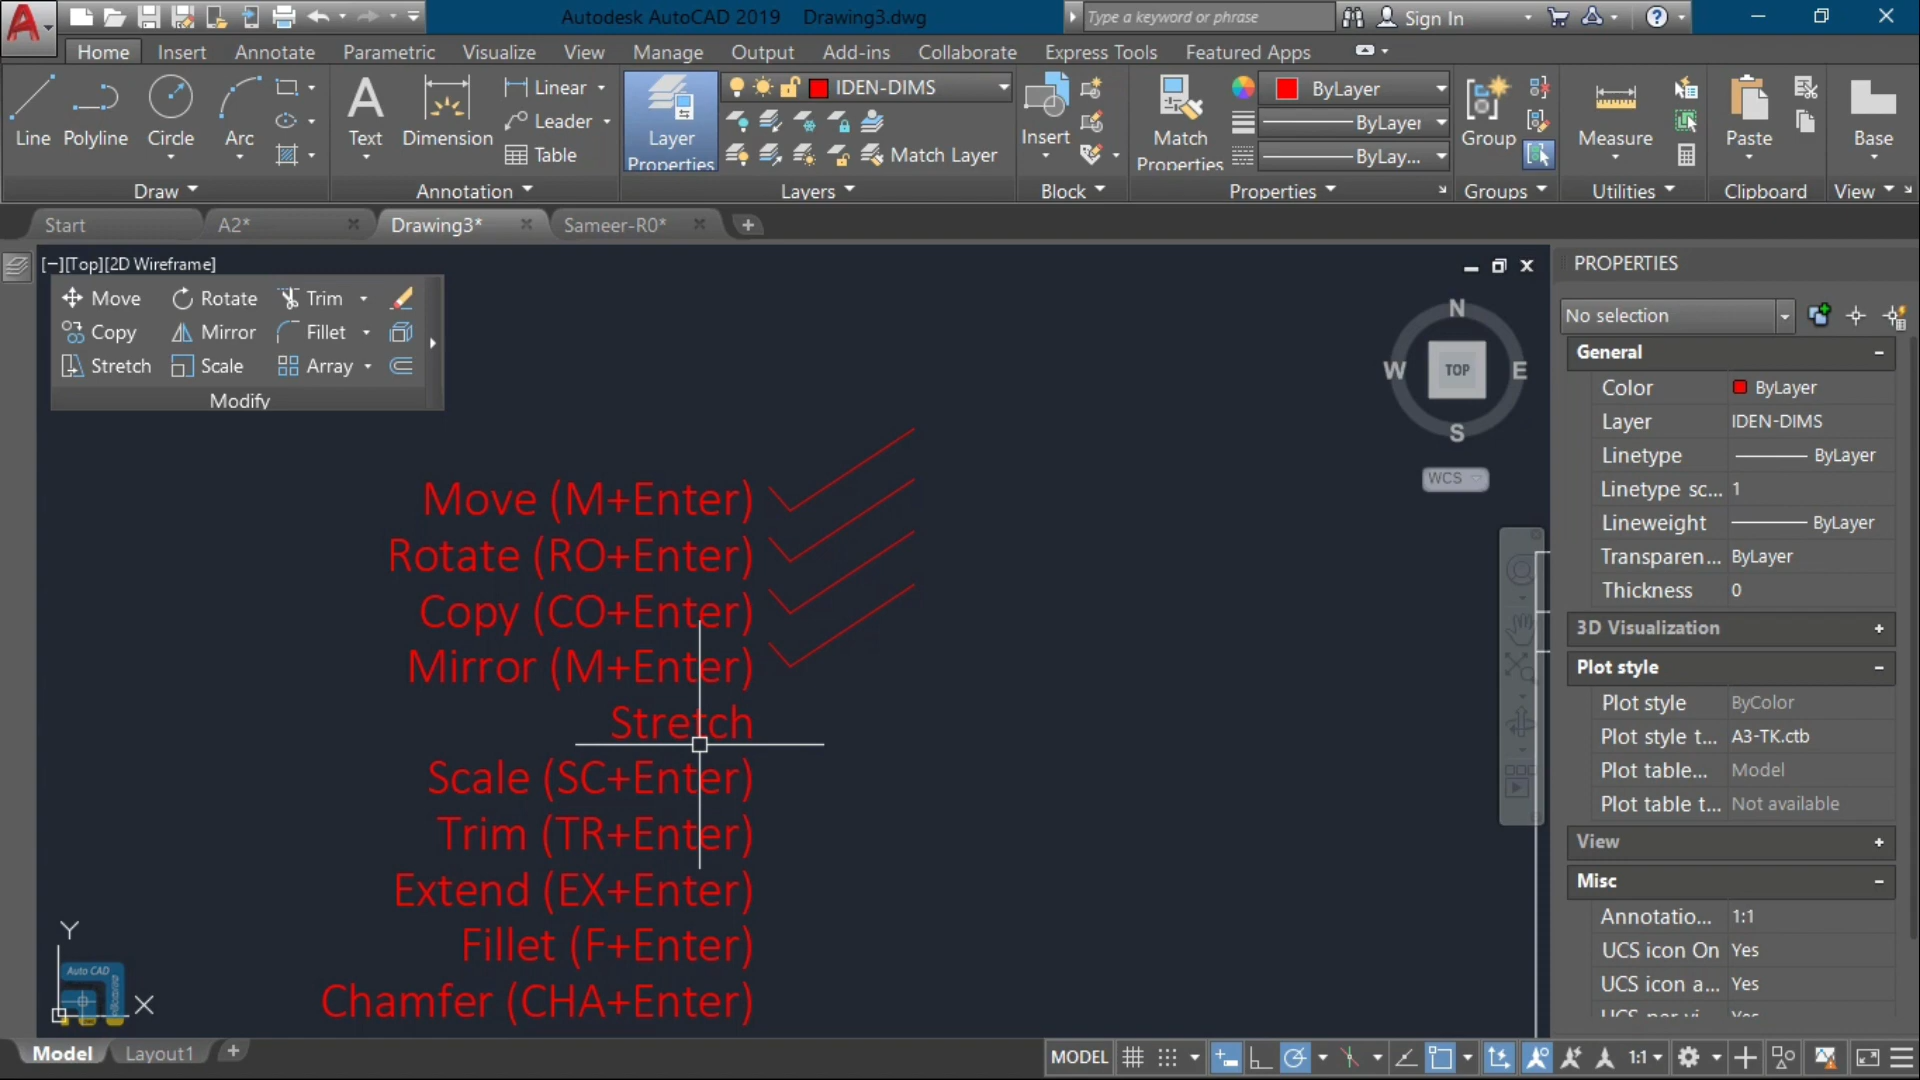 Autodesk AutoCAD 2019 Drawing3.dwg
Type a keyword or phrase
Sign In
Home Insert Annotate Parametric Visualize View Manage Output Add-ins Collaborate Express Tools Featured Apps
Line Polyline Circle Arc
Draw
Text Dimension
Linear
Leader
Table
Annotation
Layer Properties
IDEN-DIMS
Match Layer
Layers
Insert
Block
Match Properties
ByLayer
ByLayer
ByLay...
Properties
Group
Groups
Measure
Utilities
Paste
Clipboard
Base
View
Start A2* Drawing3* Sameer-R0*
[−][Top][2D Wireframe]
Move Rotate Trim
Copy Mirror Fillet
Stretch Scale Array
Modify
N
W TOP E
S
WCS
Move (M+Enter)
Rotate (RO+Enter)
Copy (CO+Enter)
Mirror (M+Enter)
Stretch
Scale (SC+Enter)
Trim (TR+Enter)
Extend (EX+Enter)
Fillet (F+Enter)
Chamfer (CHA+Enter)
Y
Auto CAD
X
PROPERTIES
No selection
General
Color ByLayer
Layer IDEN-DIMS
Linetype ByLayer
Linetype sc... 1
Lineweight ByLayer
Transparen... ByLayer
Thickness 0
3D Visualization
Plot style
Plot style ByColor
Plot style t... A3-TK.ctb
Plot table... Model
Plot table t... Not available
View
Misc
Annotatio... 1:1
UCS icon On Yes
UCS icon a... Yes
Model Layout1
MODEL 1:1